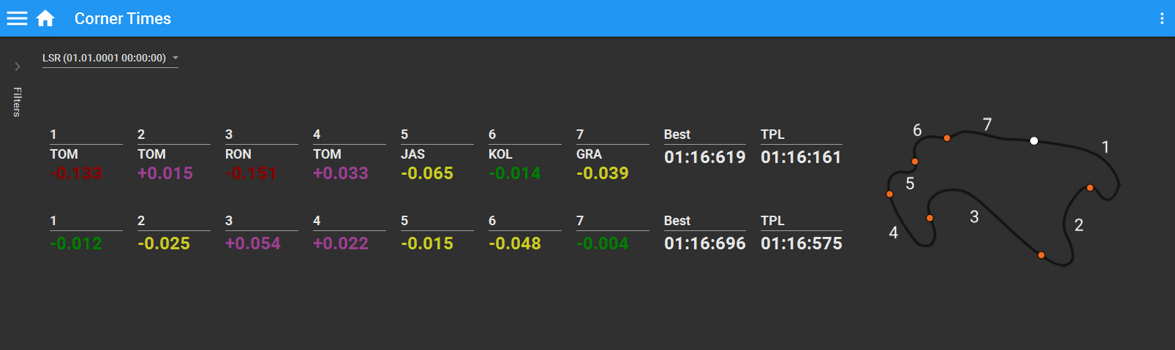 Corner Times
LSR (01.01.0001 00:00:00)
Filters
1 2 3 4 5 6 7 Best TPL
TOM TOM RON TOM JAS KOL GRA 01:16:619 01:16:161
-0.133 +0.015 -0.151 +0.033 -0.065 -0.014 -0.039
1 2 3 4 5 6 7 Best TPL
-0.012 -0.025 +0.054 +0.022 -0.015 -0.048 -0.004 01:16:696 01:16:575
7
6
1
5
3
2
4